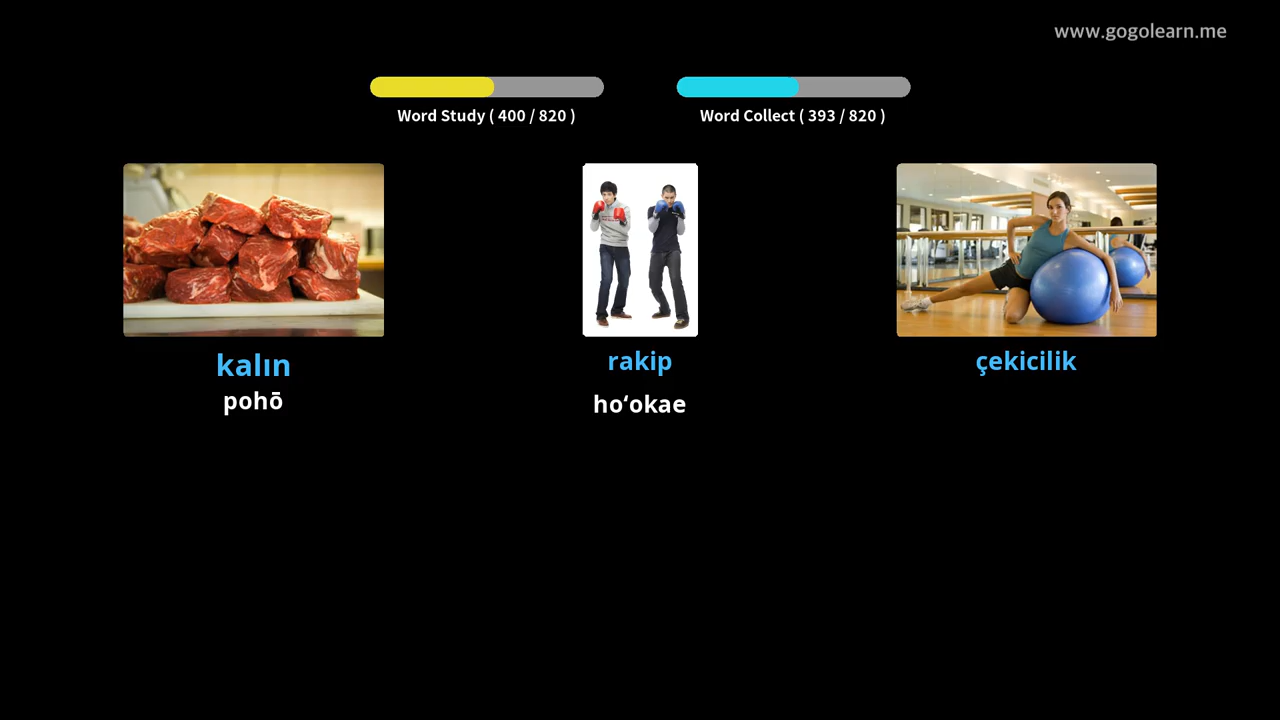 www.gogolearn.me
Word Study ( 400 / 820 )
Word Collect ( 393 / 820 )
kalın
rakip
çekicilik
pohō
hoʻokae